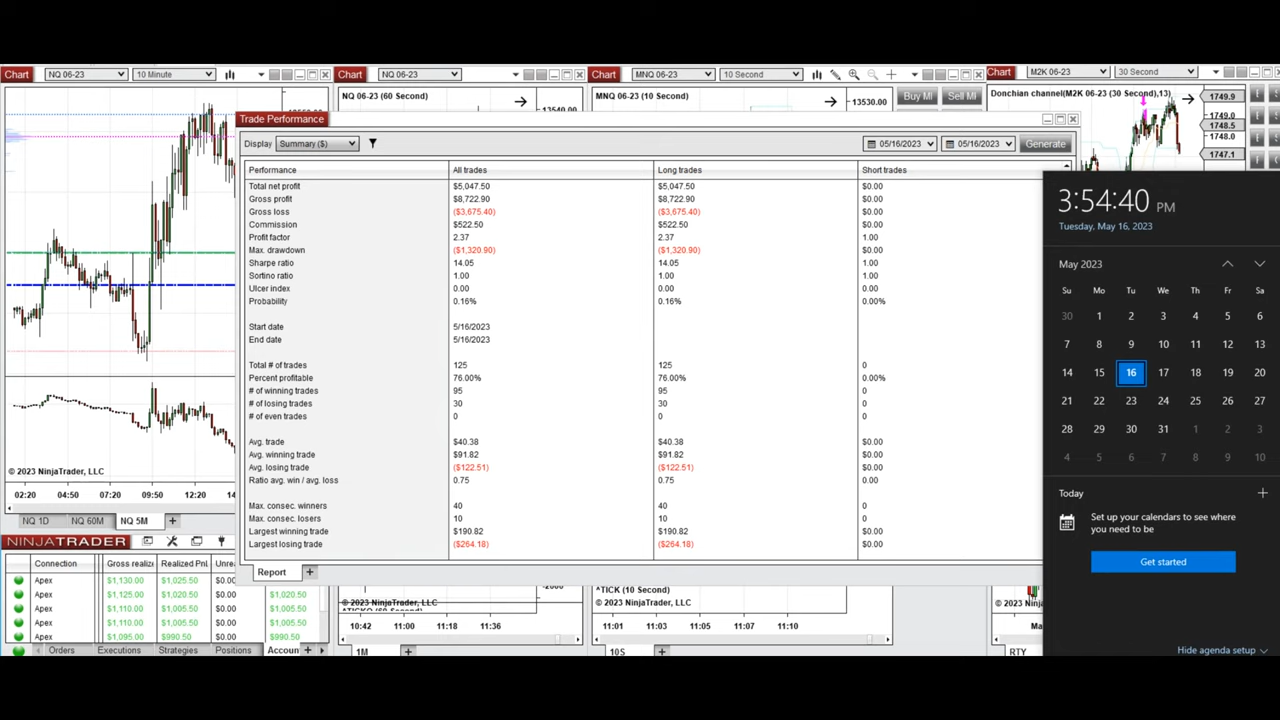 Chart NQ 06-23 10 Minute
Chart NQ 06-23
Chart MNQ 06-23 10 Second
Chart M2K 06-23 30 Second
NQ 06-23 (60 Second)
MNQ 06-23 (10 Second)
13530.00
Buy MI
Sell MI
Donchian channel(M2K 06-23 (30 Second),13)
1749.9
1749.0
1748.5
1748.0
1747.1
Trade Performance
Display Summary ($) 05/16/2023 05/16/2023 Generate
Performance All trades Long trades Short trades
Total net profit $5,047.50 $5,047.50 $0.00
Gross profit $8,722.90 $8,722.90 $0.00
Gross loss ($3,675.40) ($3,675.40) $0.00
Commission $522.50 $522.50 $0.00
Profit factor 2.37 2.37 1.00
Max. drawdown ($1,320.90) ($1,320.90) $0.00
Sharpe ratio 14.05 14.05 1.00
Sortino ratio 1.00 1.00 1.00
Ulcer index 0.00 0.00 0.00
Probability 0.16% 0.16% 0.00%
Start date 5/16/2023
End date 5/16/2023
Total # of trades 125 125 0
Percent profitable 76.00% 76.00% 0.00%
# of winning trades 95 95 0
# of losing trades 30 30 0
# of even trades 0 0 0
Avg. trade $40.38 $40.38 $0.00
Avg. winning trade $91.82 $91.82 $0.00
Avg. losing trade ($122.51) ($122.51) $0.00
Ratio avg. win / avg. loss 0.75 0.75 0.00
Max. consec. winners 40 40 0
Max. consec. losers 10 10 0
Largest winning trade $190.82 $190.82 $0.00
Largest losing trade ($264.18) ($264.18) $0.00
Report +
3:54:40 PM
Tuesday, May 16, 2023
May 2023
Su Mo Tu We Th Fr Sa
30 1 2 3 4 5 6
7 8 9 10 11 12 13
14 15 16 17 18 19 20
21 22 23 24 25 26 27
28 29 30 31 1 2 3
4 5 6 7 8 9 10
Today +
Set up your calendars to see where
you need to be
Get started
Hide agenda setup
© 2023 NinjaTrader, LLC
02:20 04:50 07:20 09:50 12:20
NQ 1D NQ 60M NQ 5M +
NINJATRADER
Connection Gross realiz Realized PnL
Apex $1,130.00 $1,025.50 $0.00 $1,020.50
Apex $1,125.00 $1,020.50 $0.00 $1,020.50
Apex $1,110.00 $1,005.50 $0.00 $1,005.50
Apex $1,110.00 $1,005.50 $0.00 $1,005.50
Apex $1,095.00 $990.50 $0.00 $990.50
Orders Executions Strategies Positions Accoun +
© 2023 NinjaTrader, LLC
10:42 11:00 11:18 11:36
1M +
^TICK (10 Second)
© 2023 NinjaTrader, LLC
11:01 11:03 11:05 11:07 11:10
10S +
RTY